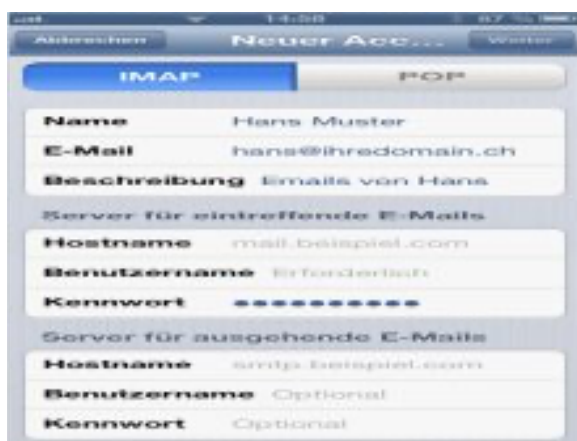 14:50 87 %
Abbrechen Neuer Acc... Weiter
IMAP POP
Name Hans Muster
E-Mail hans@ihredomain.ch
Beschreibung Emails von Hans
Server für eintreffende E-Mails
Hostname mail.beispiel.com
Benutzername Erforderlich
Kennwort ●●●●●●●●●●
Server für ausgehende E-Mails
Hostname smtp.beispiel.com
Benutzername Optional
Kennwort Optional